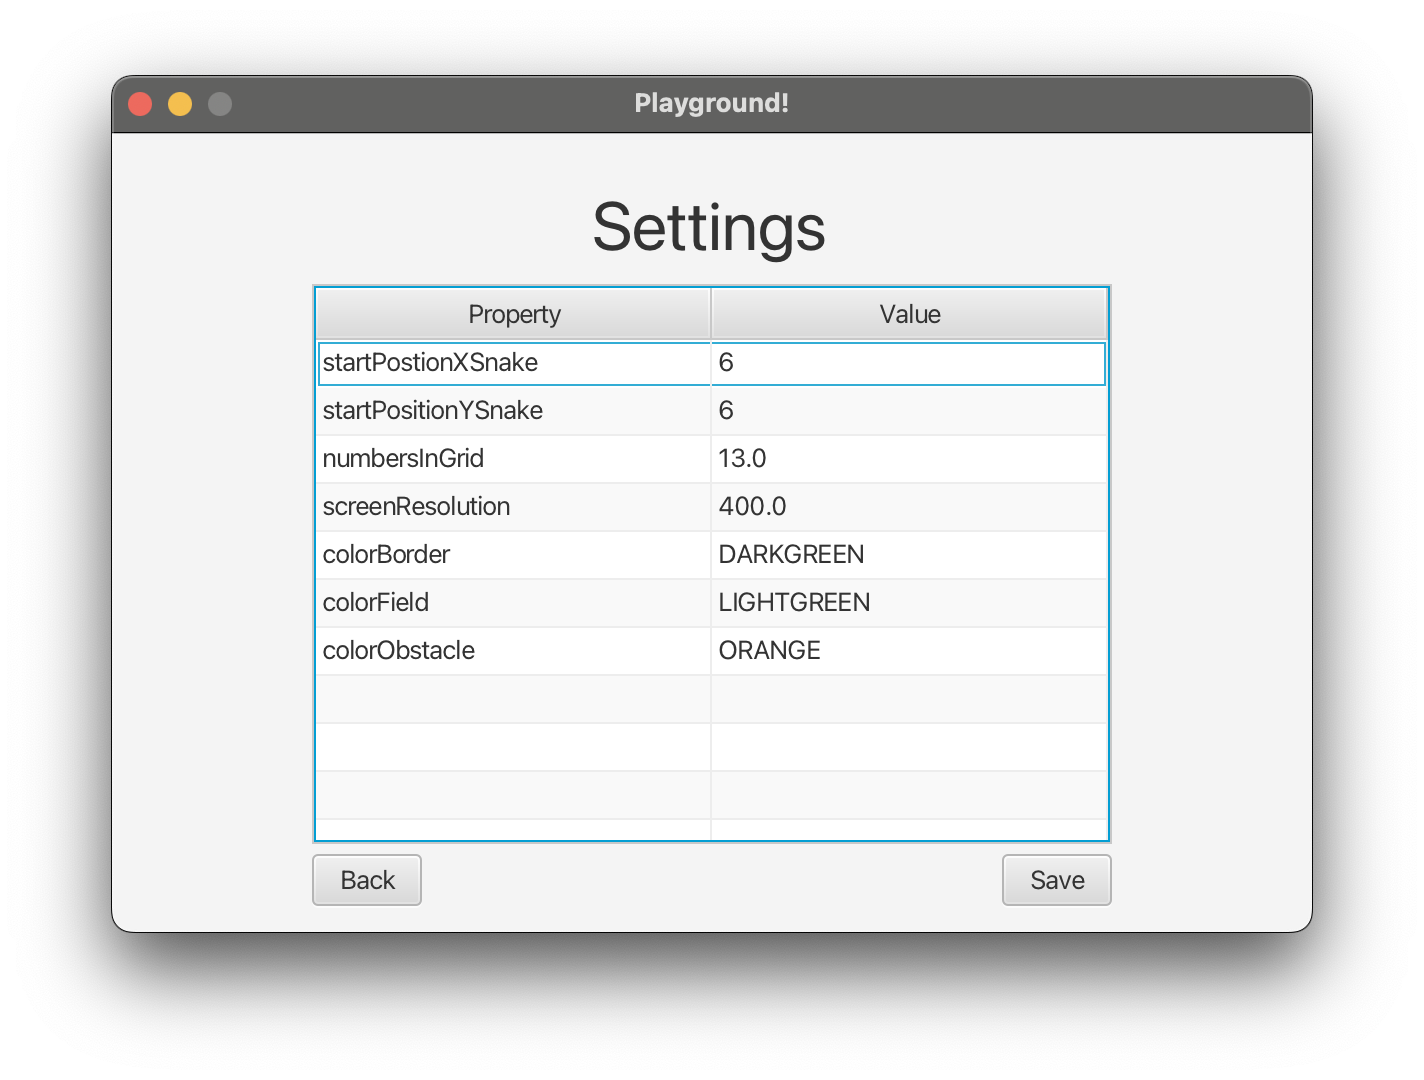 Playground!
Settings
Property Value
startPostionXSnake 6
startPositionYSnake 6
numbersInGrid 13.0
screenResolution 400.0
colorBorder DARKGREEN
colorField LIGHTGREEN
colorObstacle ORANGE
Back Save